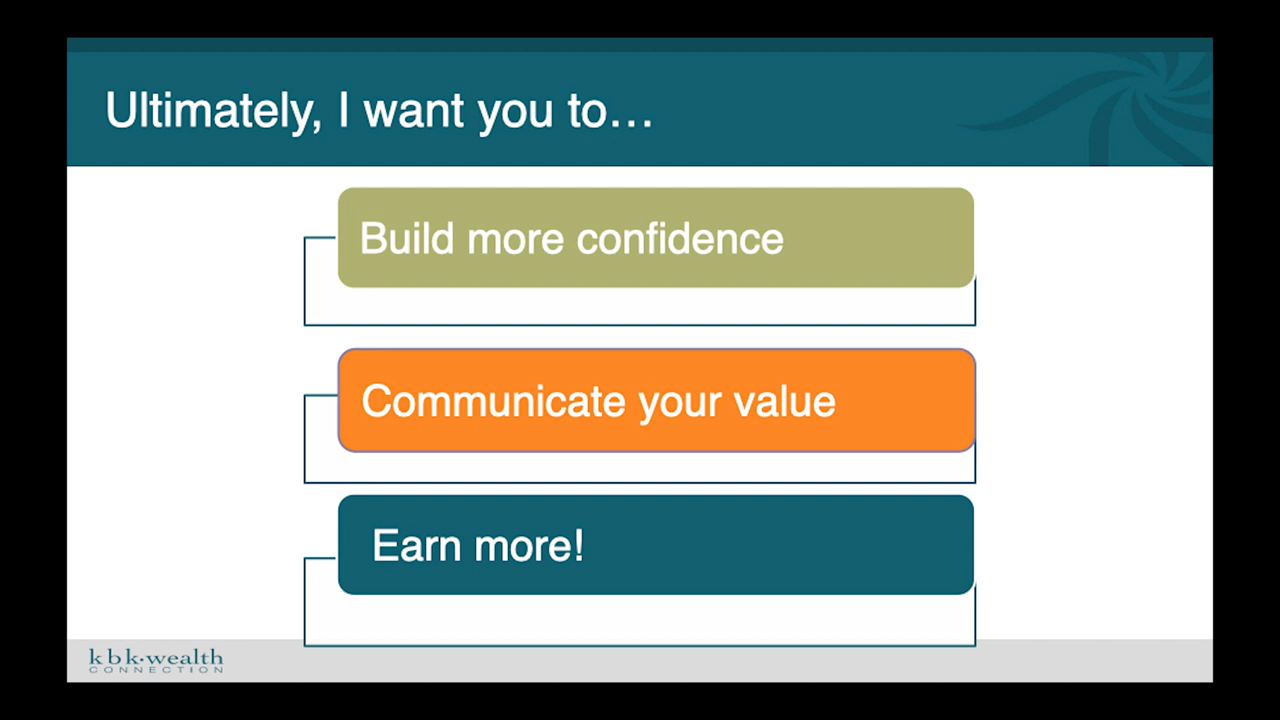 Ultimately, I want you to…
Build more confidence
Communicate your value
Earn more!
kbk·wealth
CONNECTION